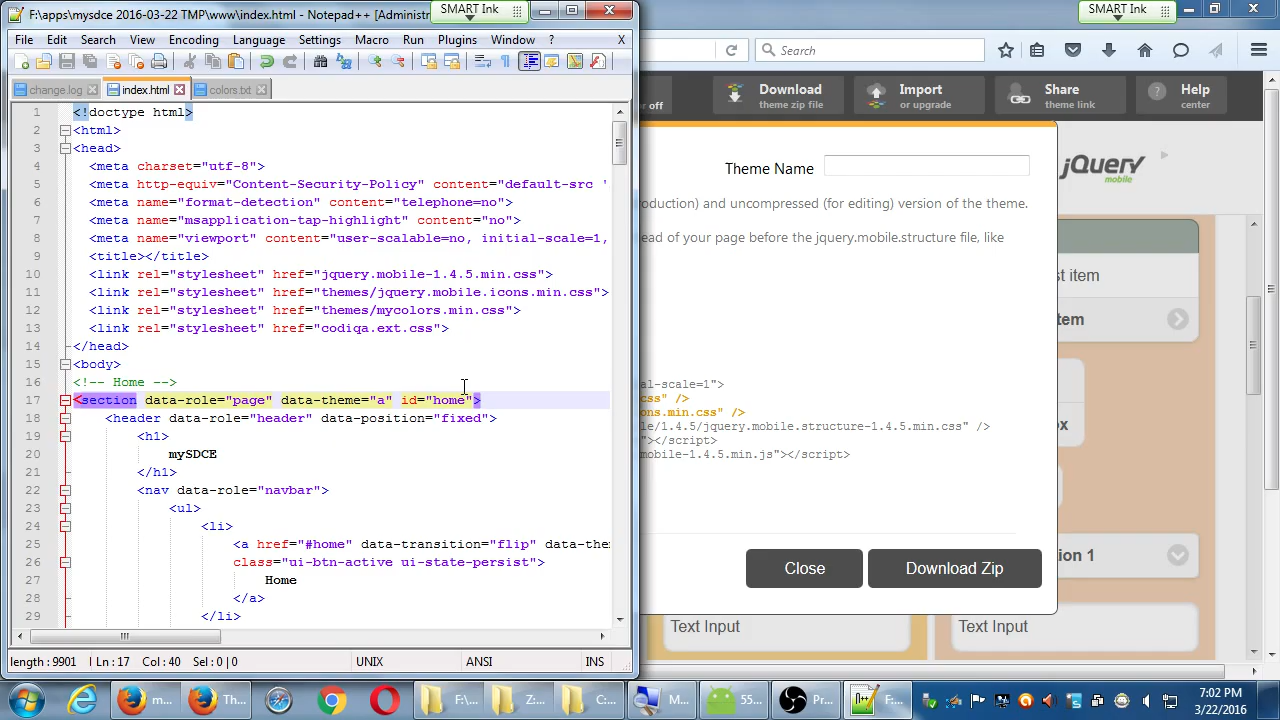 F:\apps\mysdce 2016-03-22 TMP\www\index.html - Notepad++ [Administr
SMART Ink
SMART Ink
File Edit Search View Encoding Language Settings Macro Run Plugins Window ? X
change.log index.html colors.txt
1 <!doctype html>
2 <html>
3 <head>
4 <meta charset="utf-8">
5 <meta http-equiv="Content-Security-Policy" content="default-src '
6 <meta name="format-detection" content="telephone=no">
7 <meta name="msapplication-tap-highlight" content="no">
8 <meta name="viewport" content="user-scalable=no, initial-scale=1,
9 <title></title>
10 <link rel="stylesheet" href="jquery.mobile-1.4.5.min.css">
11 <link rel="stylesheet" href="themes/jquery.mobile.icons.min.css">
12 <link rel="stylesheet" href="themes/mycolors.min.css">
13 <link rel="stylesheet" href="codiqa.ext.css">
14 </head>
15 <body>
16 <!-- Home -->
17 <section data-role="page" data-theme="a" id="home">
18 <header data-role="header" data-position="fixed">
19 <h1>
20 mySDCE
21 </h1>
22 <nav data-role="navbar">
23 <ul>
24 <li>
25 <a href="#home" data-transition="flip" data-the
26 class="ui-btn-active ui-state-persist">
27 Home
28 </a>
29 </li>
length : 9901 l Ln : 17 Col : 40 Sel : 0 | 0 UNIX ANSI INS
Search
or off
Download
theme zip file
Import
or upgrade
Share
theme link
Help
center
jQuery
mobile
Theme Name
roduction) and uncompressed (for editing) version of the theme.
ead of your page before the jquery.mobile.structure file, like
al-scale=1">
css" />
ons.min.css" />
le/1.4.5/jquery.mobile.structure-1.4.5.min.css" />
"></script>
mobile-1.4.5.min.js"></script>
Close
Download Zip
st item
tem
ox
on 1
Text Input
Text Input
m... Th... F:\... Z:... C:... M... 55... Pr... F:...
7:02 PM
3/22/2016